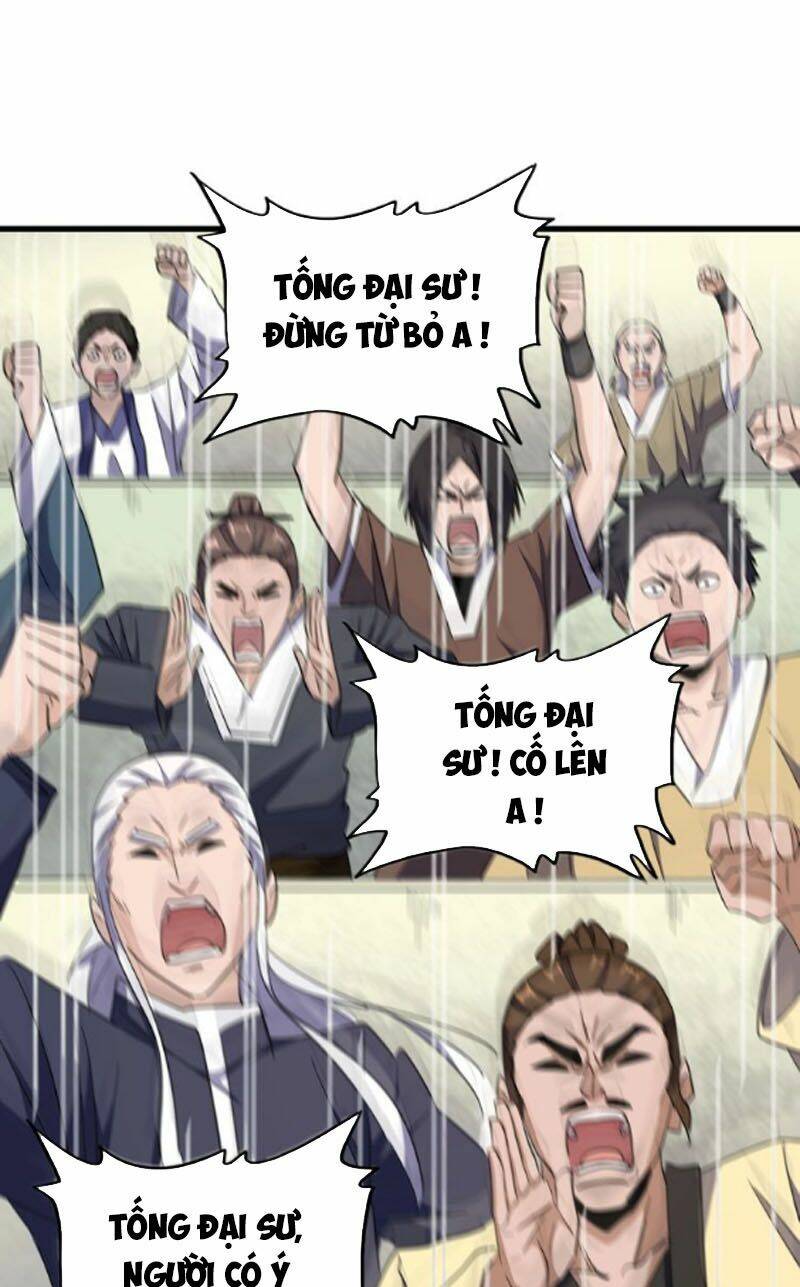 TỐNG ĐẠI SƯ!
ĐỪNG TỪ BỎ A!
TỐNG ĐẠI
SƯ! CỐ LÊN
A!
TỐNG ĐẠI SƯ,
NGƯỜI CÓ Ý